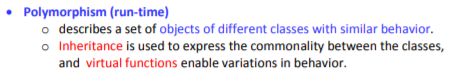 • Polymorphism (run-time)
o describes a set of objects of different classes with similar behavior.
o Inheritance is used to express the commonality between the classes,
and virtual functions enable variations in behavior.